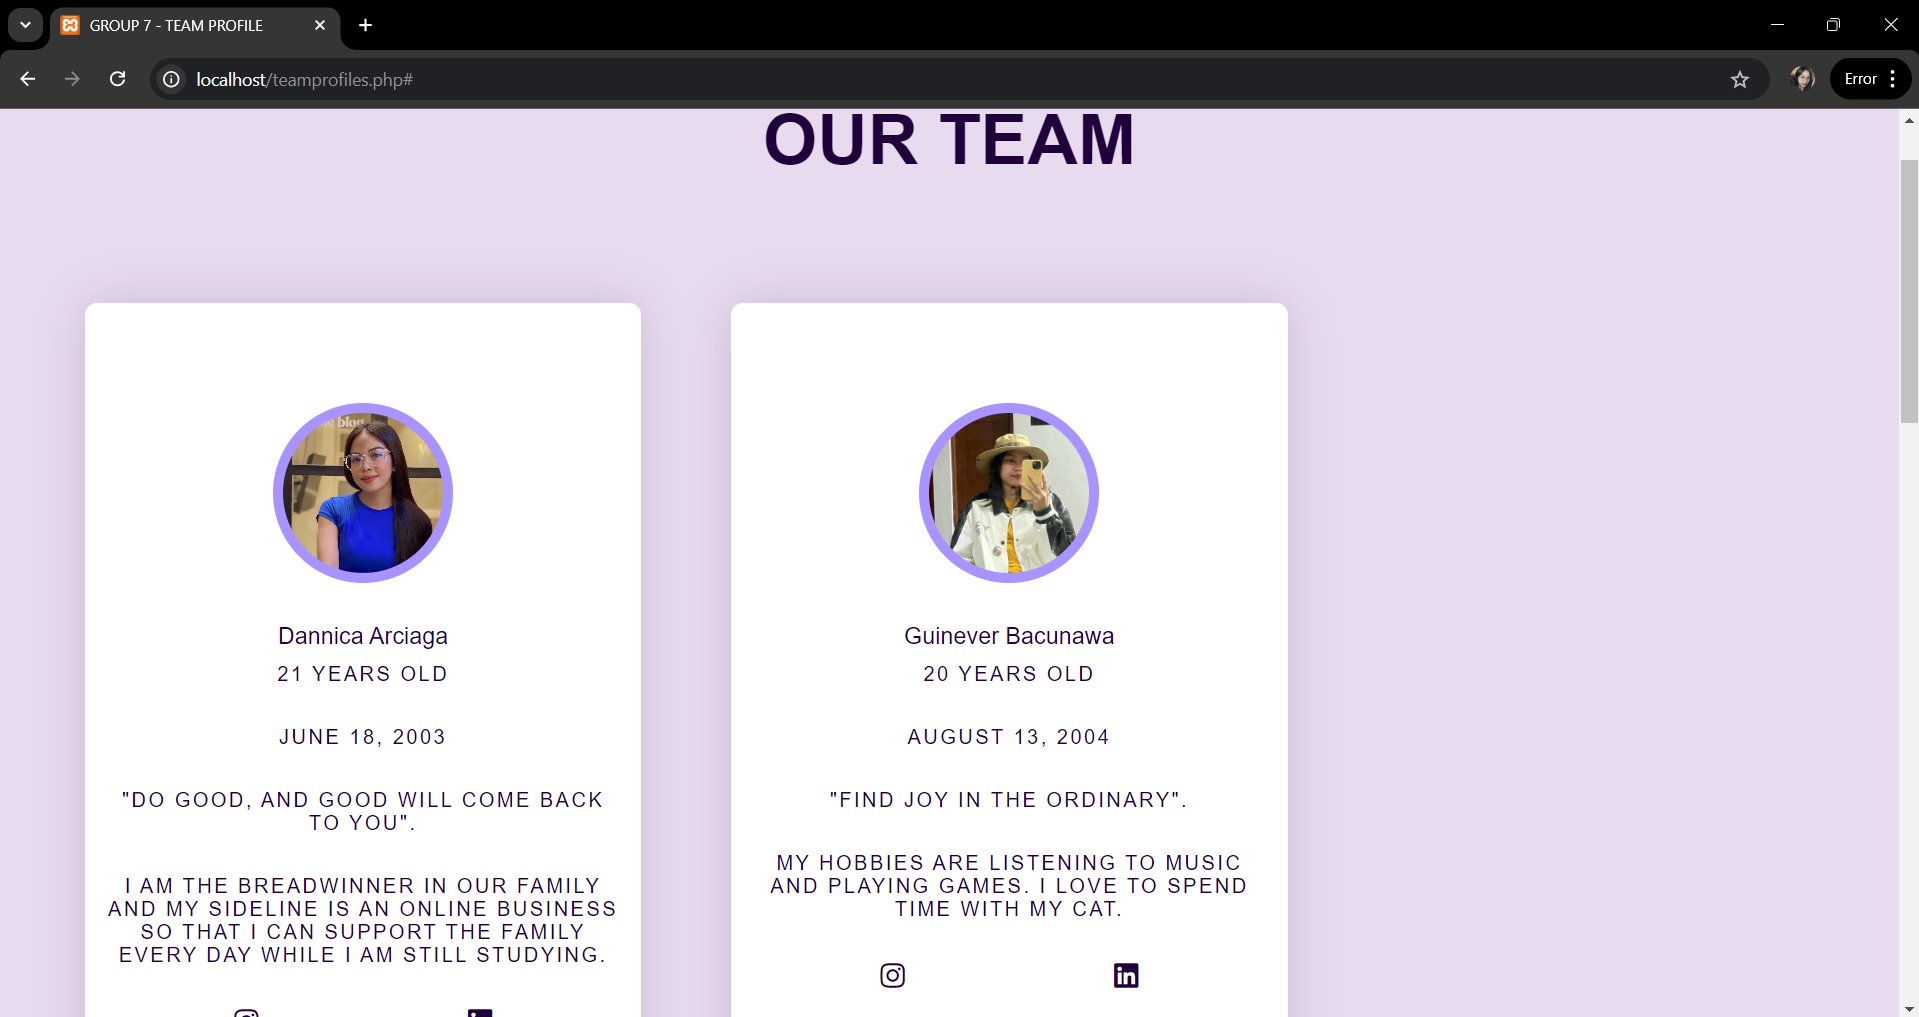 GROUP 7 - TEAM PROFILE
localhost/teamprofiles.php#
Error
OUR TEAM
Dannica Arciaga
21 YEARS OLD
JUNE 18, 2003
"DO GOOD, AND GOOD WILL COME BACK
TO YOU".
I AM THE BREADWINNER IN OUR FAMILY
AND MY SIDELINE IS AN ONLINE BUSINESS
SO THAT I CAN SUPPORT THE FAMILY
EVERY DAY WHILE I AM STILL STUDYING.
Guinever Bacunawa
20 YEARS OLD
AUGUST 13, 2004
"FIND JOY IN THE ORDINARY".
MY HOBBIES ARE LISTENING TO MUSIC
AND PLAYING GAMES. I LOVE TO SPEND
TIME WITH MY CAT.
in